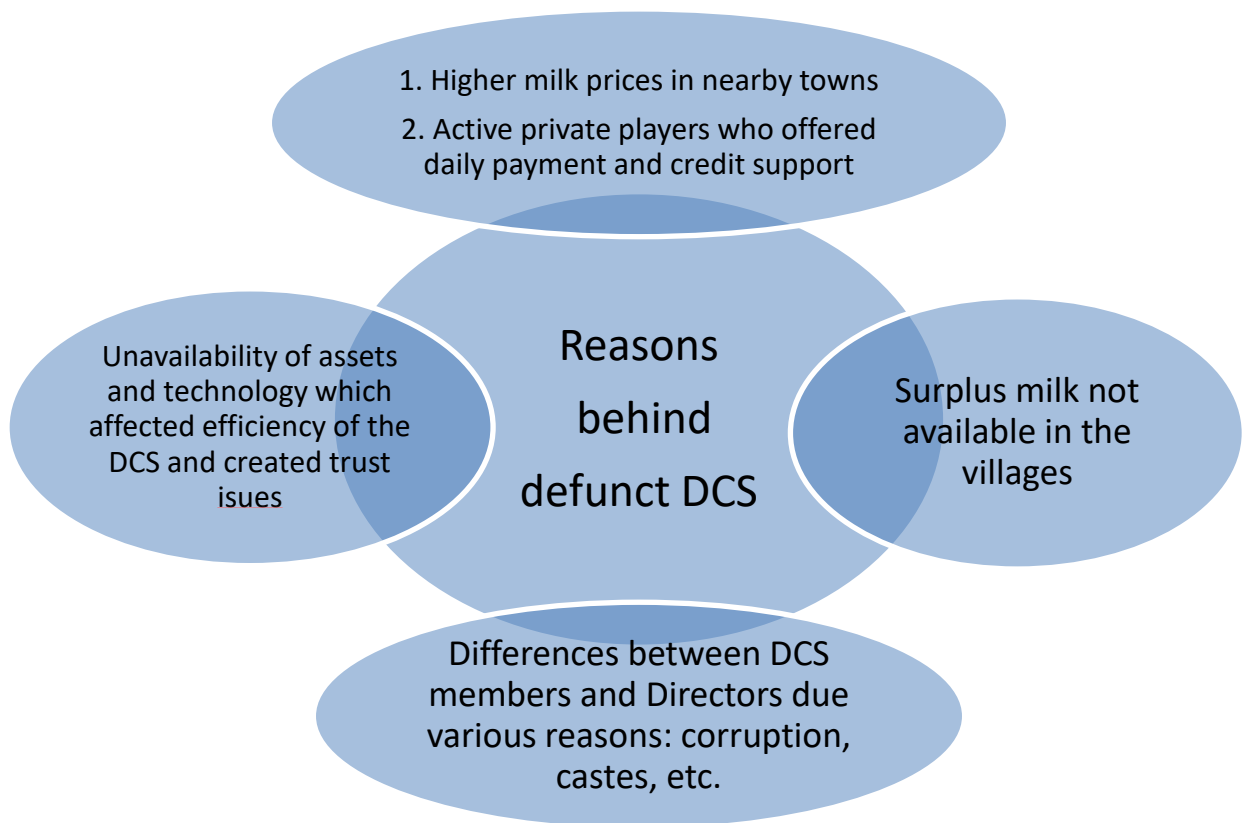 1. Higher milk prices in nearby towns
2. Active private players who offered
daily payment and credit support
Unavailability of assets
and technology which
affected efficiency of the
DCS and created trust
isues
Reasons
behind
defunct DCS
Surplus milk not
available in the
villages
Differences between DCS
members and Directors due
various reasons: corruption,
castes, etc.